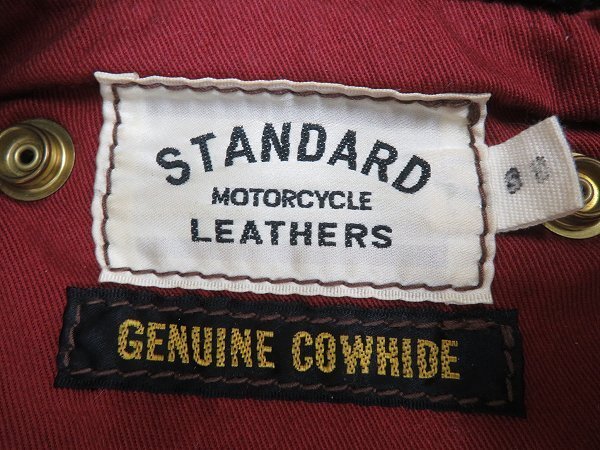 STANDARD
MOTORCYCLE
LEATHERS
GENUINE COWHIDE